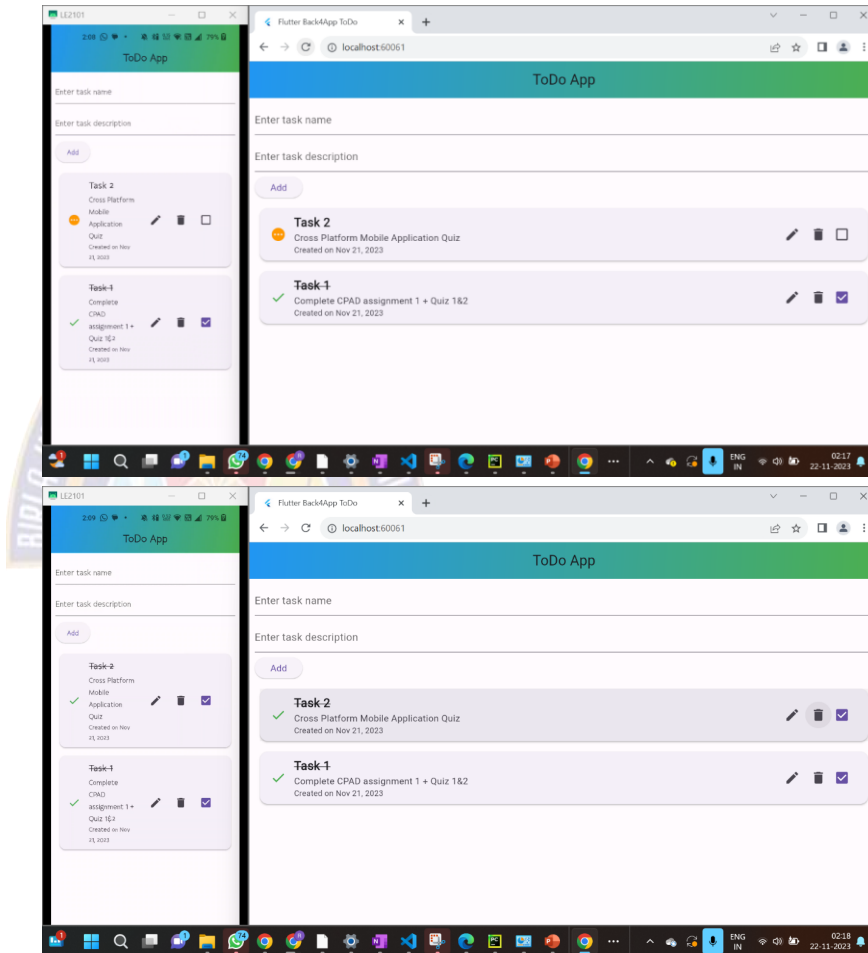 LE2101
2:08 79%
ToDo App
Enter task name
Enter task description
Add
Task 2
Cross Platform
Mobile
Application
Quiz
Created on Nov
21, 2023
Task 1
Complete
CPAD
assignment 1 +
Quiz 1&2
Created on Nov
21, 2023
Flutter Back4App ToDo
localhost:60061
ToDo App
Enter task name
Enter task description
Add
Task 2
Cross Platform Mobile Application Quiz
Created on Nov 21, 2023
Task 1
Complete CPAD assignment 1 + Quiz 1&2
Created on Nov 21, 2023
74
ENG
IN
02:17
22-11-2023
LE2101
2:09 79%
ToDo App
Enter task name
Enter task description
Add
Task 2
Cross Platform
Mobile
Application
Quiz
Created on Nov
21, 2023
Task 1
Complete
CPAD
assignment 1 +
Quiz 1&2
Created on Nov
21, 2023
Flutter Back4App ToDo
localhost:60061
ToDo App
Enter task name
Enter task description
Add
Task 2
Cross Platform Mobile Application Quiz
Created on Nov 21, 2023
Task 1
Complete CPAD assignment 1 + Quiz 1&2
Created on Nov 21, 2023
74
ENG
IN
02:18
22-11-2023